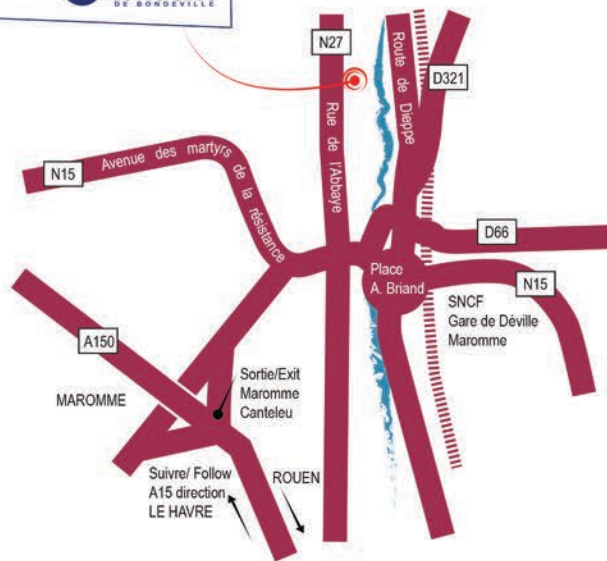 DE BONDEVILLE
N27
Route de Dieppe
D321
Rue de l'Abbaye
Avenue des martyrs de la résistance
N15
D66
Place
A. Briand
N15
SNCF
Gare de Déville
Maromme
A150
Sortie/Exit
Maromme
Canteleu
MAROMME
Suivre/ Follow
A15 direction
LE HAVRE
ROUEN